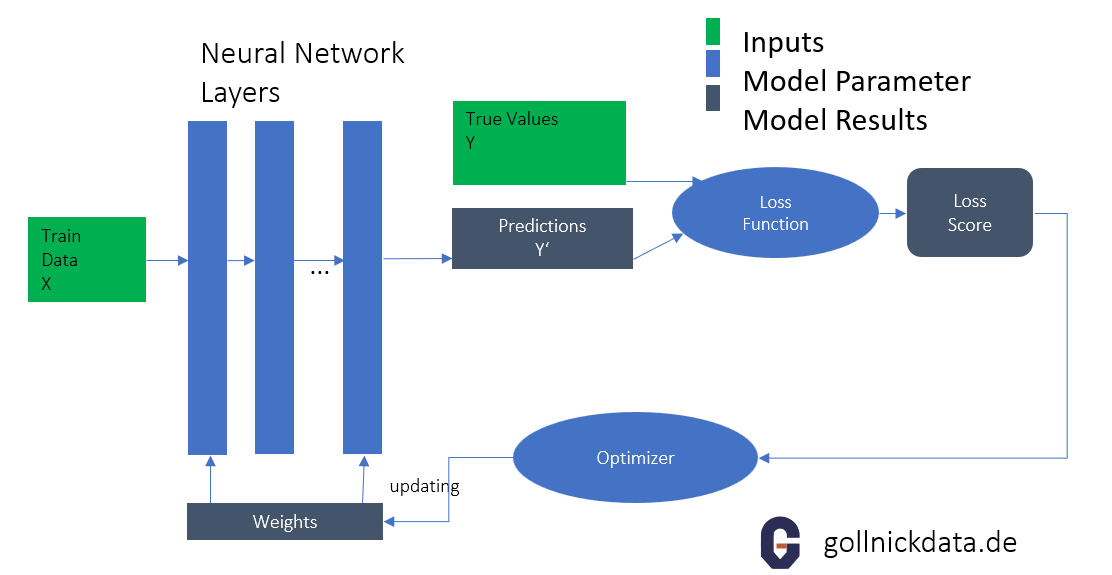 Neural Network
Layers
Inputs
Model Parameter
Model Results
True Values
Y
Train
Data
X
...
Predictions
Y‘
Loss
Function
Loss
Score
Optimizer
updating
Weights
gollnickdata.de